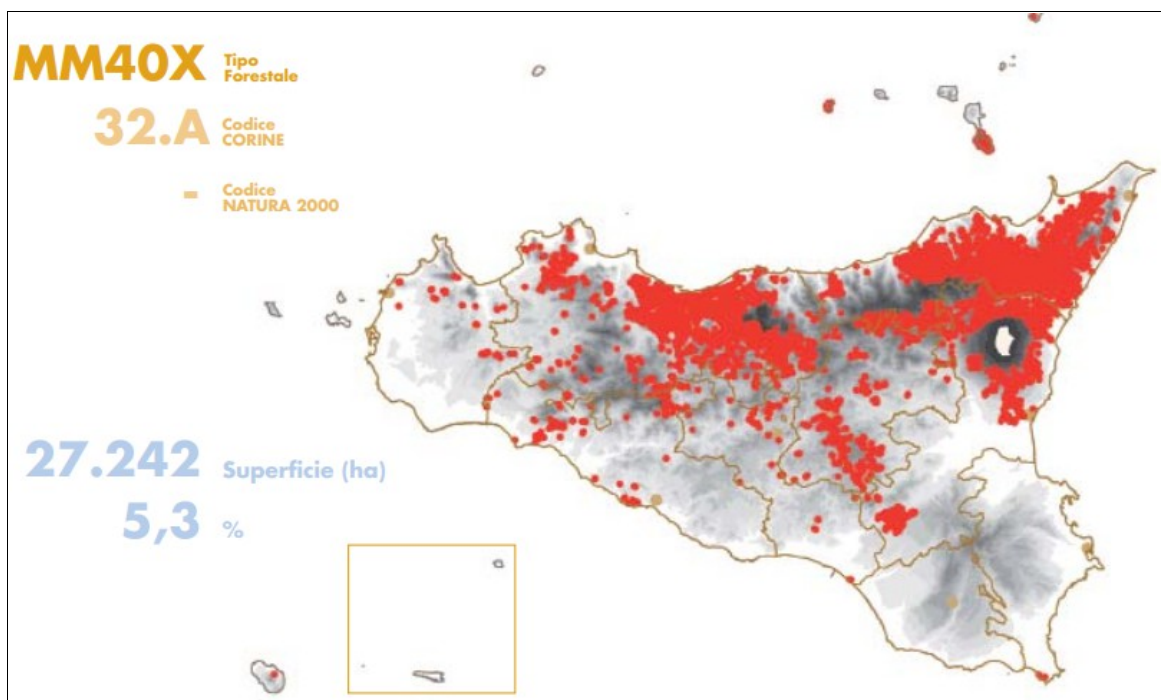 MM40X Tipo
Forestale
32.A Codice
CORINE
- Codice
NATURA 2000
27.242 Superficie (ha)
5,3 %